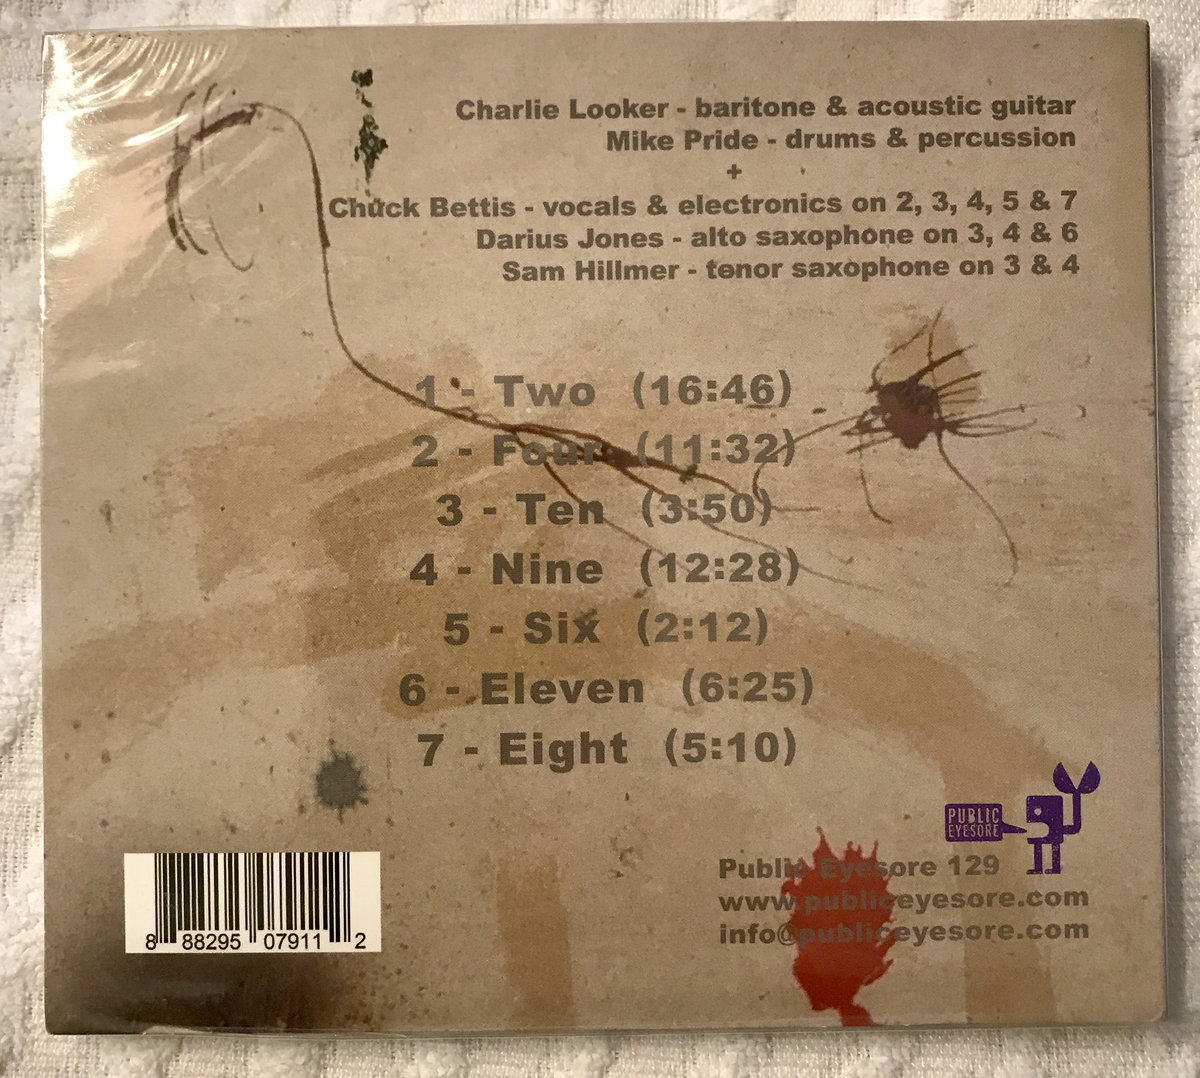 Charlie Looker - baritone & acoustic guitar
Mike Pride - drums & percussion
+
Chuck Bettis - vocals & electronics on 2, 3, 4, 5 & 7
Darius Jones - alto saxophone on 3, 4 & 6
Sam Hillmer - tenor saxophone on 3 & 4
1 - Two (16:46)
2 - Four (11:32)
3 - Ten (3:50)
4 - Nine (12:28)
5 - Six (2:12)
6 - Eleven (6:25)
7 - Eight (5:10)
PUBLIC
EYESORE
Public Eyesore 129
www.publiceyesore.com
info@publiceyesore.com
8 88295 07911 2